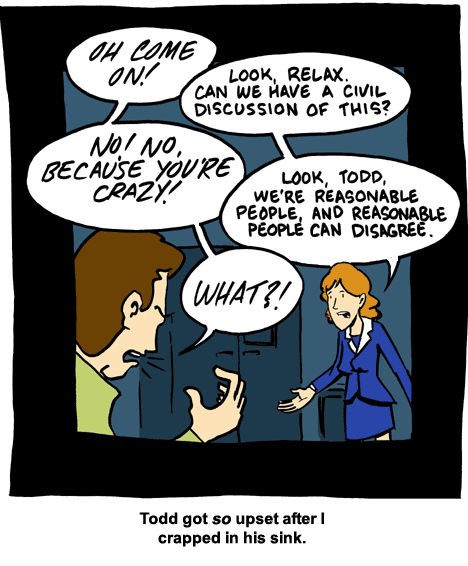 OH COME
ON!
LOOK, RELAX.
CAN WE HAVE A CIVIL
DISCUSSION OF THIS?
NO! NO,
BECAUSE YOU'RE
CRAZY!
LOOK, TODD,
WE'RE REASONABLE
PEOPLE, AND REASONABLE
PEOPLE CAN DISAGREE.
WHAT?!
Todd got so upset after I
crapped in his sink.